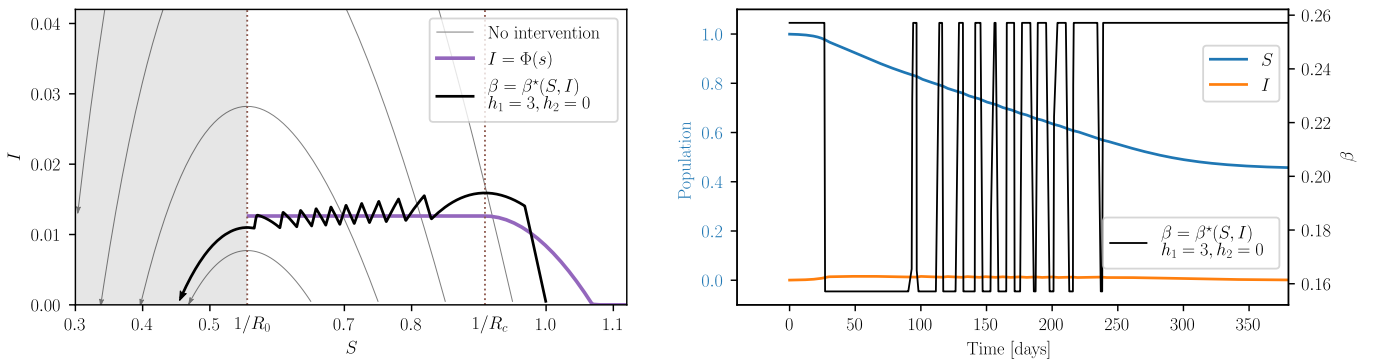 0.04
0.03
0.02
0.01
0.00
I
0.3
0.4
0.5
1/R₀
0.7
0.8
1/R_c
1.0
1.1
S
No intervention
I = Φ(s)
β = β⋆(S, I)
h₁ = 3, h₂ = 0
1.0
0.8
0.6
0.4
0.2
0.0
Population
0
50
100
150
200
250
300
350
Time [days]
S
I
β = β⋆(S, I)
h₁ = 3, h₂ = 0
0.26
0.24
0.22
0.20
0.18
0.16
β